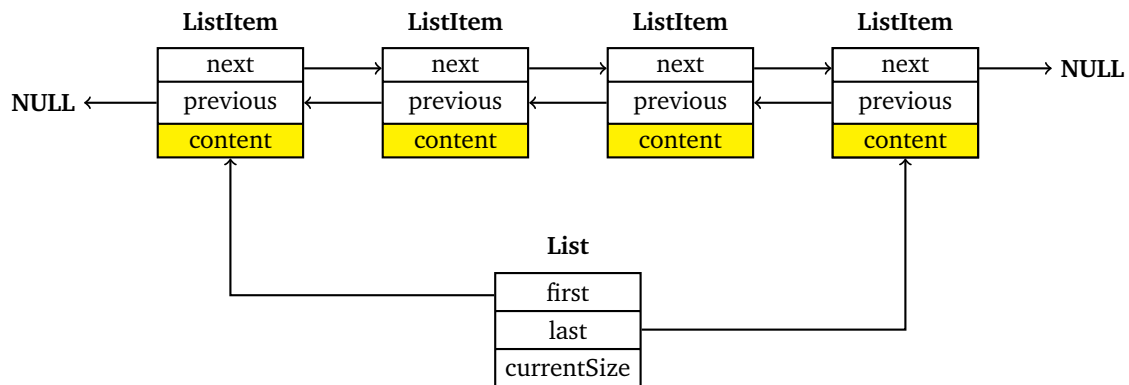 ListItem ListItem ListItem ListItem
next next next next NULL
NULL previous previous previous previous
content content content content
List
first
last
currentSize